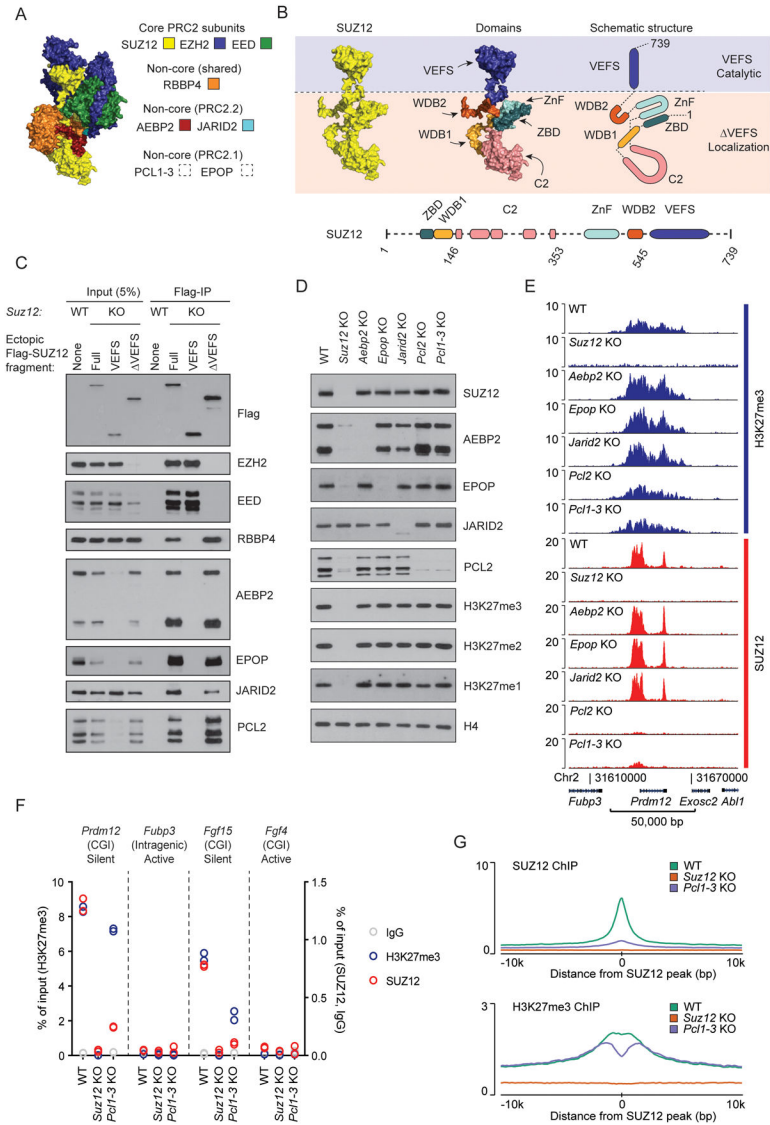 A
Core PRC2 subunits
SUZ12 EZH2 EED
Non-core (shared)
RBBP4
Non-core (PRC2.2)
AEBP2 JARID2
Non-core (PRC2.1)
PCL1-3 EPOP
B
SUZ12 Domains Schematic structure
VEFS
WDB2
WDB1
ZnF
ZBD
C2
739
VEFS
WDB2
WDB1
ZnF
1
ZBD
C2
VEFS
Catalytic
ΔVEFS
Localization
ZBD
WDB1
C2
ZnF
WDB2
VEFS
SUZ12
1
146
353
545
739
C
Input (5%) Flag-IP
Suz12: WT KO WT KO
Ectopic
Flag-SUZ12
fragment:
None
Full
VEFS
ΔVEFS
None
Full
VEFS
ΔVEFS
Flag
EZH2
EED
RBBP4
AEBP2
EPOP
JARID2
PCL2
D
WT
Suz12 KO
Aebp2 KO
Epop KO
Jarid2 KO
Pcl2 KO
Pcl1-3 KO
SUZ12
AEBP2
EPOP
JARID2
PCL2
H3K27me3
H3K27me2
H3K27me1
H4
E
10 WT
10 Suz12 KO
10 Aebp2 KO
10 Epop KO
10 Jarid2 KO
10 Pcl2 KO
10 Pcl1-3 KO
H3K27me3
20 WT
20 Suz12 KO
20 Aebp2 KO
20 Epop KO
20 Jarid2 KO
20 Pcl2 KO
20 Pcl1-3 KO
SUZ12
Chr2 31610000 31670000
Fubp3 Prdm12 Exosc2 Abl1
50,000 bp
F
Prdm12 Fubp3 Fgf15 Fgf4
(CGI) (Intragenic) (CGI) (CGI)
Silent Active Silent Active
% of input (H3K27me3)
10
8
6
4
2
0
1.5
1.0
0.5
0.0
% of input (SUZ12, IgG)
IgG
H3K27me3
SUZ12
WT
Suz12 KO
Pcl1-3 KO
WT
Suz12 KO
Pcl1-3 KO
WT
Suz12 KO
Pcl1-3 KO
WT
Suz12 KO
Pcl1-3 KO
G
10
SUZ12 ChIP
WT
Suz12 KO
Pcl1-3 KO
0
-10k 0 10k
Distance from SUZ12 peak (bp)
3
H3K27me3 ChIP
WT
Suz12 KO
Pcl1-3 KO
0
-10k 0 10k
Distance from SUZ12 peak (bp)